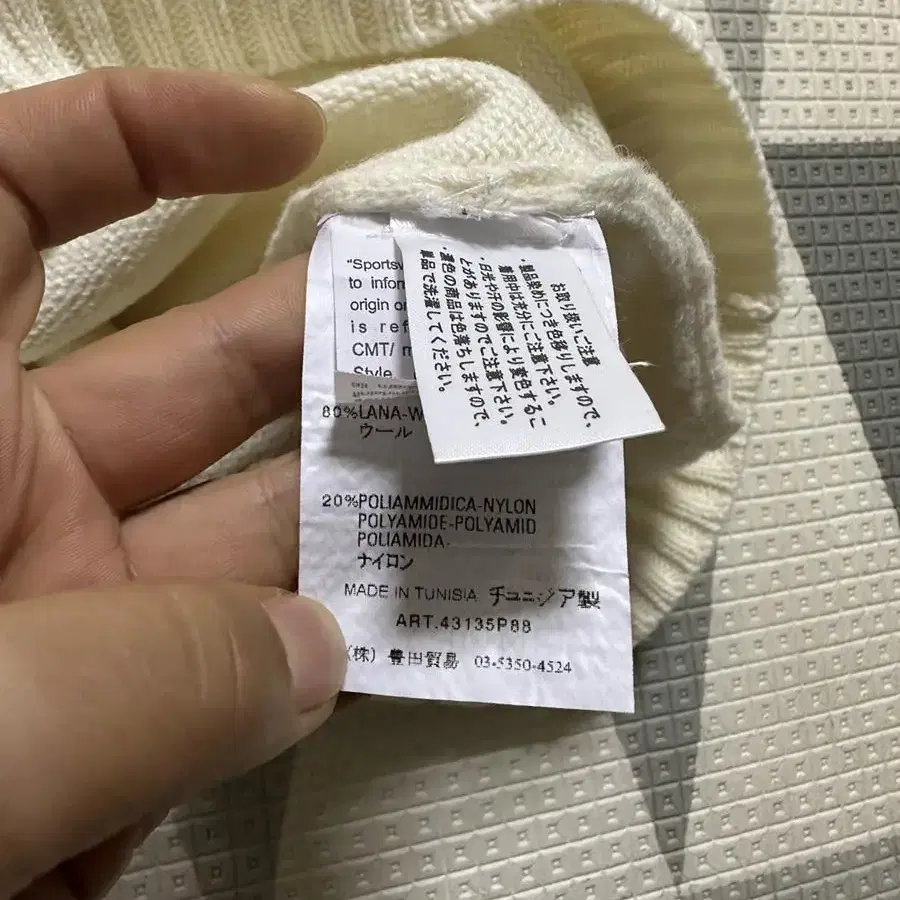 "Sportsw
to infor
origin or
is ref
CMT/ m
Style
お取り扱いご注意
・製品染めにつき色移りしますので、
着用中は充分にご注意下さい。
・日光や汗の影響により変色するこ
とがありますのでご注意下さい。
・濃色の商品は色落ちしますので、
単品で洗濯してください。
80%LANA-W
ウール
20%POLIAMMIDICA-NYLON
POLYAMIDE-POLYAMID
POLIAMIDA-
ナイロン
MADE IN TUNISIA チュニジア製
ART.43135P88
(株) 豊田貿易 03-5350-4524